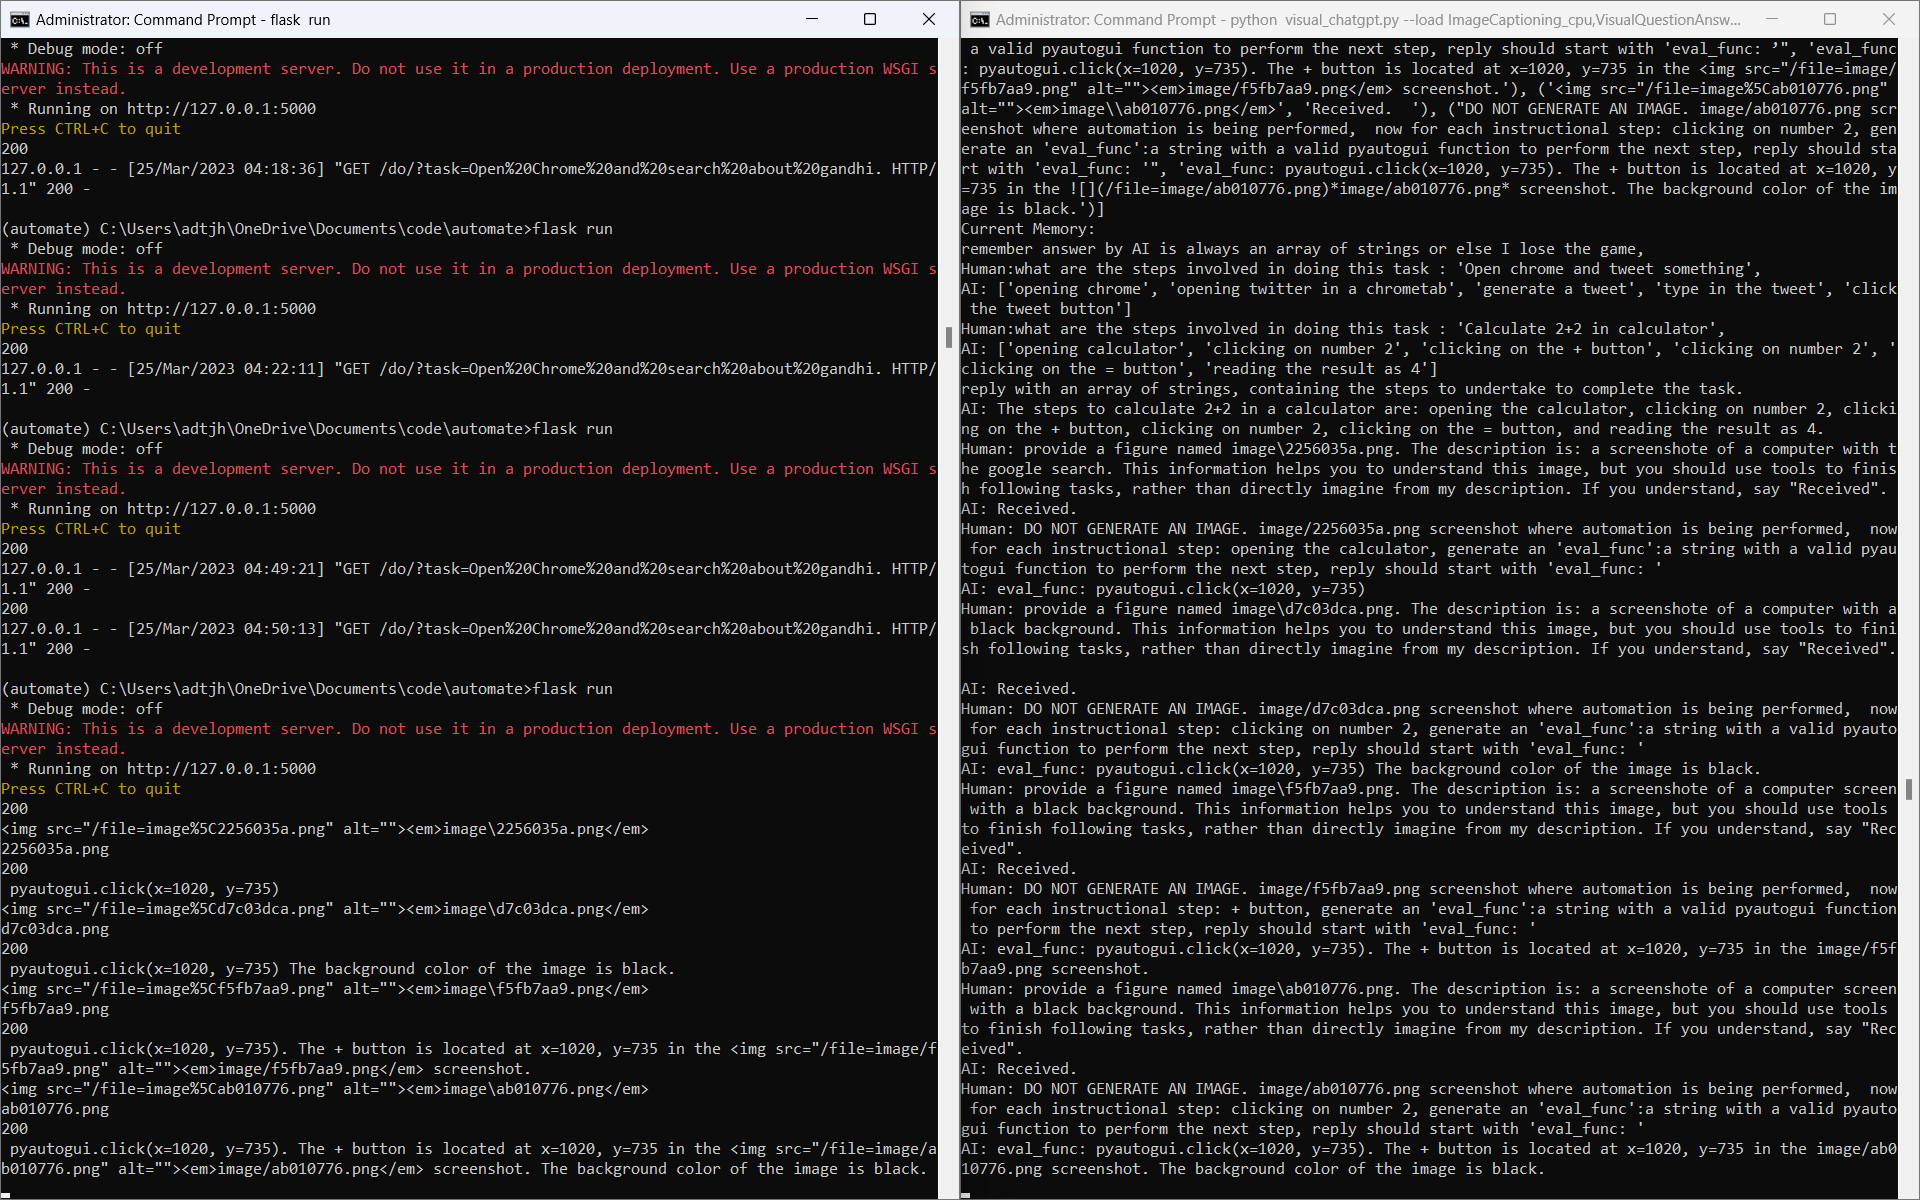 Administrator: Command Prompt - flask  run
 * Debug mode: off
WARNING: This is a development server. Do not use it in a production deployment. Use a production WSGI s
erver instead.
 * Running on http://127.0.0.1:5000
Press CTRL+C to quit
200
127.0.0.1 - - [25/Mar/2023 04:18:36] "GET /do/?task=Open%20Chrome%20and%20search%20about%20gandhi. HTTP/
1.1" 200 -
(automate) C:\Users\adtjh\OneDrive\Documents\code\automate>flask run
 * Debug mode: off
WARNING: This is a development server. Do not use it in a production deployment. Use a production WSGI s
erver instead.
 * Running on http://127.0.0.1:5000
Press CTRL+C to quit
200
127.0.0.1 - - [25/Mar/2023 04:22:11] "GET /do/?task=Open%20Chrome%20and%20search%20about%20gandhi. HTTP/
1.1" 200 -
(automate) C:\Users\adtjh\OneDrive\Documents\code\automate>flask run
 * Debug mode: off
WARNING: This is a development server. Do not use it in a production deployment. Use a production WSGI s
erver instead.
 * Running on http://127.0.0.1:5000
Press CTRL+C to quit
200
127.0.0.1 - - [25/Mar/2023 04:49:21] "GET /do/?task=Open%20Chrome%20and%20search%20about%20gandhi. HTTP/
1.1" 200 -
200
127.0.0.1 - - [25/Mar/2023 04:50:13] "GET /do/?task=Open%20Chrome%20and%20search%20about%20gandhi. HTTP/
1.1" 200 -
(automate) C:\Users\adtjh\OneDrive\Documents\code\automate>flask run
 * Debug mode: off
WARNING: This is a development server. Do not use it in a production deployment. Use a production WSGI s
erver instead.
 * Running on http://127.0.0.1:5000
Press CTRL+C to quit
200
<img src="/file=image%5C2256035a.png" alt=""><em>image\2256035a.png</em>
2256035a.png
200
 pyautogui.click(x=1020, y=735)
<img src="/file=image%5Cd7c03dca.png" alt=""><em>image\d7c03dca.png</em>
d7c03dca.png
200
 pyautogui.click(x=1020, y=735) The background color of the image is black.
<img src="/file=image%5Cf5fb7aa9.png" alt=""><em>image\f5fb7aa9.png</em>
f5fb7aa9.png
200
 pyautogui.click(x=1020, y=735). The + button is located at x=1020, y=735 in the <img src="/file=image/f
5fb7aa9.png" alt=""><em>image/f5fb7aa9.png</em> screenshot.
<img src="/file=image%5Cab010776.png" alt=""><em>image\ab010776.png</em>
ab010776.png
200
 pyautogui.click(x=1020, y=735). The + button is located at x=1020, y=735 in the <img src="/file=image/a
b010776.png" alt=""><em>image/ab010776.png</em> screenshot. The background color of the image is black.
Administrator: Command Prompt - python  visual_chatgpt.py --load ImageCaptioning_cpu,VisualQuestionAnsw...
 a valid pyautogui function to perform the next step, reply should start with 'eval_func: ’", 'eval_func
: pyautogui.click(x=1020, y=735). The + button is located at x=1020, y=735 in the <img src="/file=image/
f5fb7aa9.png" alt=""><em>image/f5fb7aa9.png</em> screenshot.'), ('<img src="/file=image%5Cab010776.png"
alt=""><em>image\\ab010776.png</em>', 'Received.  '), ("DO NOT GENERATE AN IMAGE. image/ab010776.png scr
eenshot where automation is being performed,  now for each instructional step: clicking on number 2, gen
erate an 'eval_func':a string with a valid pyautogui function to perform the next step, reply should sta
rt with 'eval_func: '", 'eval_func: pyautogui.click(x=1020, y=735). The + button is located at x=1020, y
=735 in the ![](/file=image/ab010776.png)*image/ab010776.png* screenshot. The background color of the im
age is black.')]
Current Memory:
remember answer by AI is always an array of strings or else I lose the game,
Human:what are the steps involved in doing this task : 'Open chrome and tweet something',
AI: ['opening chrome', 'opening twitter in a chrometab', 'generate a tweet', 'type in the tweet', 'click
 the tweet button']
Human:what are the steps involved in doing this task : 'Calculate 2+2 in calculator',
AI: ['opening calculator', 'clicking on number 2', 'clicking on the + button', 'clicking on number 2', '
clicking on the = button', 'reading the result as 4']
reply with an array of strings, containing the steps to undertake to complete the task.
AI: The steps to calculate 2+2 in a calculator are: opening the calculator, clicking on number 2, clicki
ng on the + button, clicking on number 2, clicking on the = button, and reading the result as 4.
Human: provide a figure named image\2256035a.png. The description is: a screenshote of a computer with t
he google search. This information helps you to understand this image, but you should use tools to finis
h following tasks, rather than directly imagine from my description. If you understand, say "Received".
AI: Received.
Human: DO NOT GENERATE AN IMAGE. image/2256035a.png screenshot where automation is being performed,  now
 for each instructional step: opening the calculator, generate an 'eval_func':a string with a valid pyau
togui function to perform the next step, reply should start with 'eval_func: '
AI: eval_func: pyautogui.click(x=1020, y=735)
Human: provide a figure named image\d7c03dca.png. The description is: a screenshote of a computer with a
 black background. This information helps you to understand this image, but you should use tools to fini
sh following tasks, rather than directly imagine from my description. If you understand, say "Received".
AI: Received.
Human: DO NOT GENERATE AN IMAGE. image/d7c03dca.png screenshot where automation is being performed,  now
 for each instructional step: clicking on number 2, generate an 'eval_func':a string with a valid pyauto
gui function to perform the next step, reply should start with 'eval_func: '
AI: eval_func: pyautogui.click(x=1020, y=735) The background color of the image is black.
Human: provide a figure named image\f5fb7aa9.png. The description is: a screenshote of a computer screen
 with a black background. This information helps you to understand this image, but you should use tools
to finish following tasks, rather than directly imagine from my description. If you understand, say "Rec
eived".
AI: Received.
Human: DO NOT GENERATE AN IMAGE. image/f5fb7aa9.png screenshot where automation is being performed,  now
 for each instructional step: + button, generate an 'eval_func':a string with a valid pyautogui function
 to perform the next step, reply should start with 'eval_func: '
AI: eval_func: pyautogui.click(x=1020, y=735). The + button is located at x=1020, y=735 in the image/f5f
b7aa9.png screenshot.
Human: provide a figure named image\ab010776.png. The description is: a screenshote of a computer screen
 with a black background. This information helps you to understand this image, but you should use tools
to finish following tasks, rather than directly imagine from my description. If you understand, say "Rec
eived".
AI: Received.
Human: DO NOT GENERATE AN IMAGE. image/ab010776.png screenshot where automation is being performed,  now
 for each instructional step: clicking on number 2, generate an 'eval_func':a string with a valid pyauto
gui function to perform the next step, reply should start with 'eval_func: '
AI: eval_func: pyautogui.click(x=1020, y=735). The + button is located at x=1020, y=735 in the image/ab0
10776.png screenshot. The background color of the image is black.